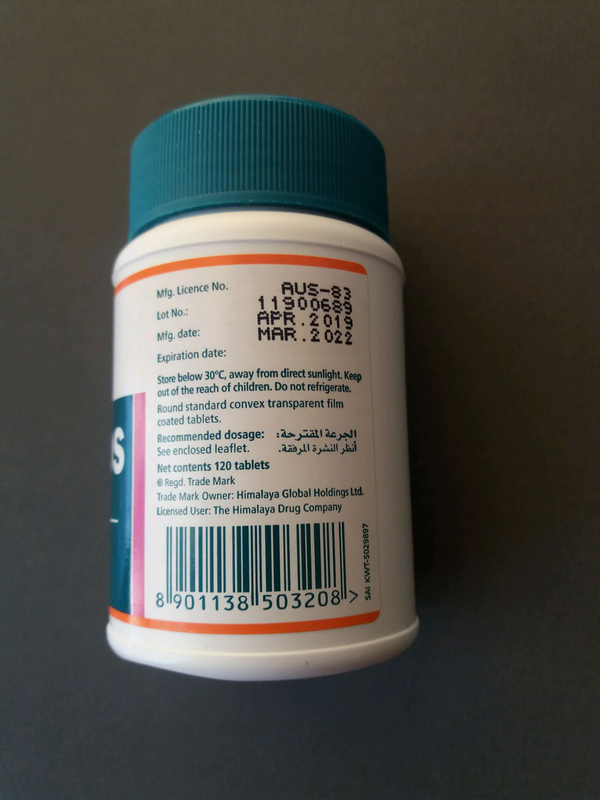 Mfg. Licence No. AUS-83
Lot No.: 11900689
Mfg. date: APR.2019
Expiration date: MAR.2022
Store below 30°C, away from direct sunlight. Keep
out of the reach of children. Do not refrigerate.
Round standard convex transparent film
coated tablets.
Recommended dosage: الجرعة المقترحة:
See enclosed leaflet. أنظر النشرة المرفقة.
Net contents 120 tablets
® Regd. Trade Mark
Trade Mark Owner: Himalaya Global Holdings Ltd.
Licensed User: The Himalaya Drug Company
8 901138 503208 >
SAI KWT-5029897